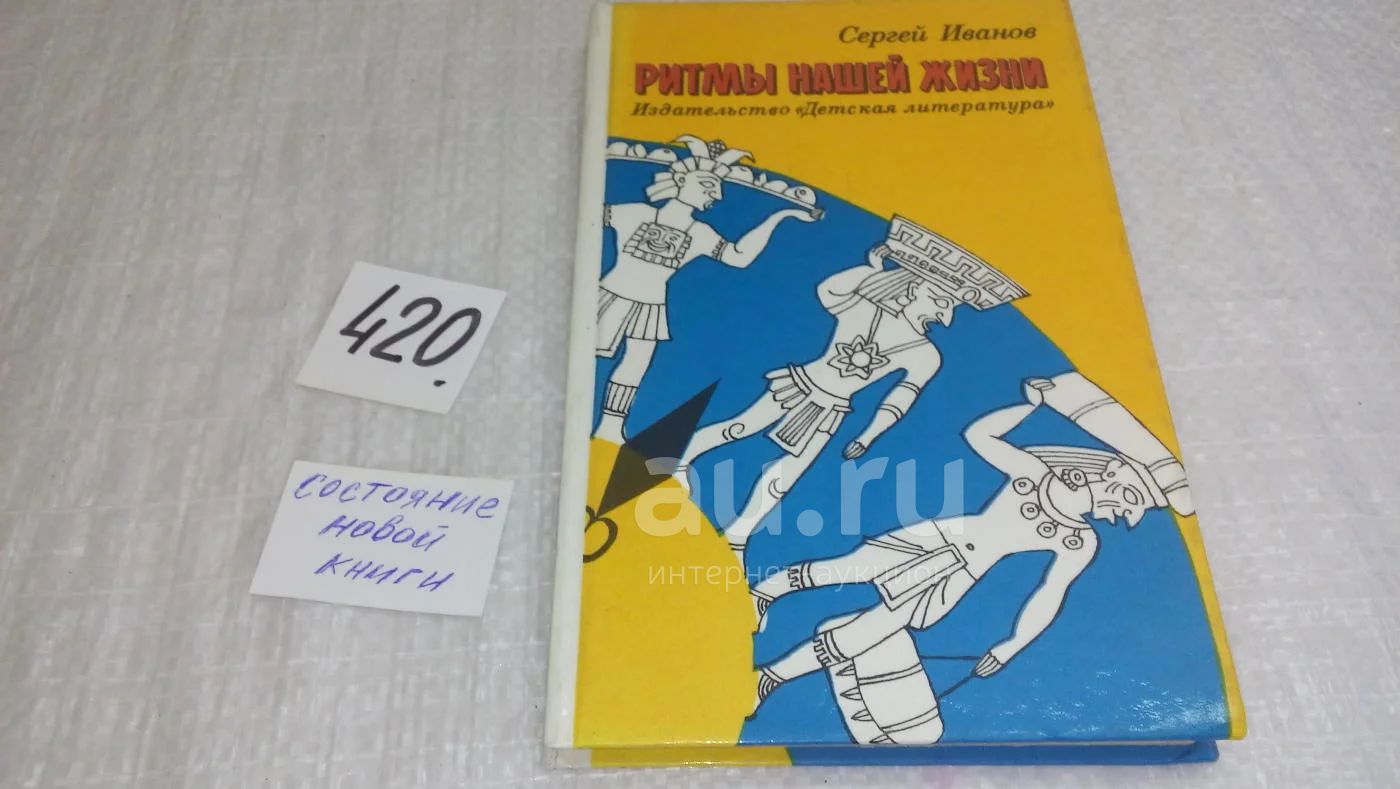 Сергей Иванов
РИТМЫ НАШЕЙ ЖИЗНИ
Издательство «Детская литература»
420.
состояние
новой
книги
au.ru
интернет аукцион